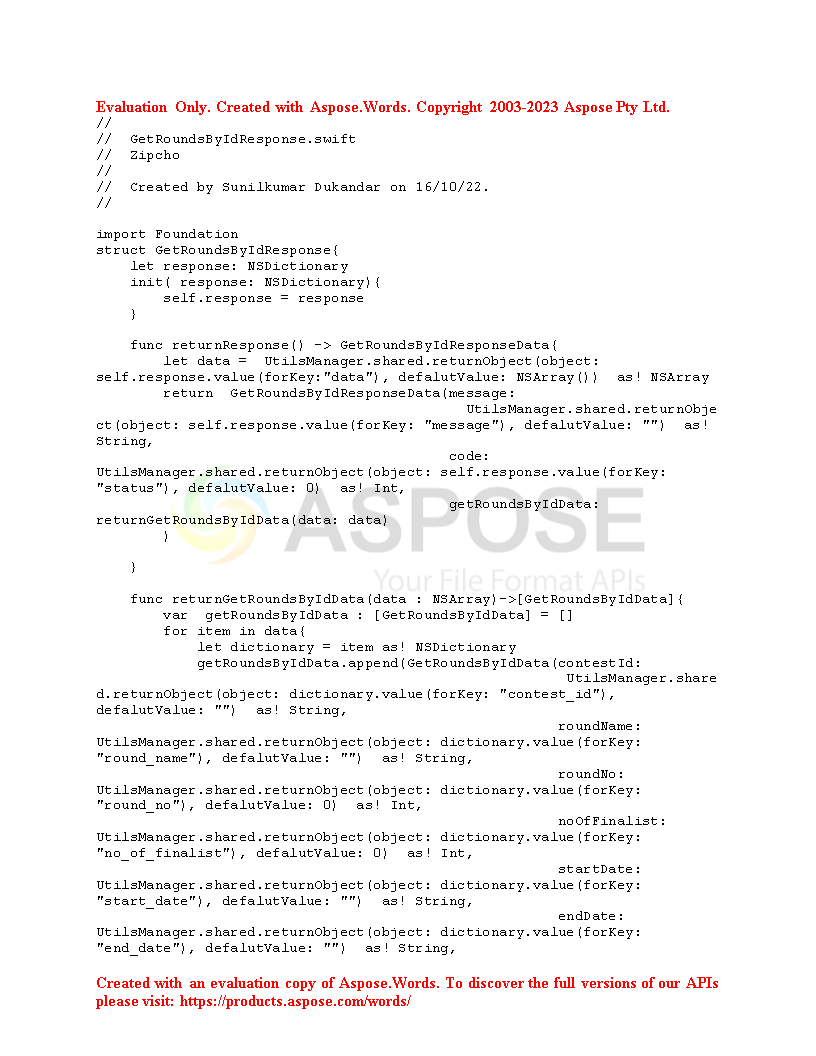 Evaluation Only. Created with Aspose.Words. Copyright 2003-2023 Aspose Pty Ltd.
//
//  GetRoundsByIdResponse.swift
//  Zipcho
//
//  Created by Sunilkumar Dukandar on 16/10/22.
//
import Foundation
struct GetRoundsByIdResponse{
    let response: NSDictionary
    init( response: NSDictionary){
        self.response = response
    }
    func returnResponse() -> GetRoundsByIdResponseData{
        let data =  UtilsManager.shared.returnObject(object:
self.response.value(forKey:"data"), defalutValue: NSArray())  as! NSArray
        return  GetRoundsByIdResponseData(message:
                                            UtilsManager.shared.returnObje
ct(object: self.response.value(forKey: "message"), defalutValue: "")  as!
String,
                                          code:
UtilsManager.shared.returnObject(object: self.response.value(forKey:
"status"), defalutValue: 0)  as! Int,
                                          getRoundsByIdData:
returnGetRoundsByIdData(data: data)
        )
ASPOSE
Your File Format APIs
    }
    func returnGetRoundsByIdData(data : NSArray)->[GetRoundsByIdData]{
        var  getRoundsByIdData : [GetRoundsByIdData] = []
        for item in data{
            let dictionary = item as! NSDictionary
            getRoundsByIdData.append(GetRoundsByIdData(contestId:
                                                        UtilsManager.share
d.returnObject(object: dictionary.value(forKey: "contest_id"),
defalutValue: "")  as! String,
                                                       roundName:
UtilsManager.shared.returnObject(object: dictionary.value(forKey:
"round_name"), defalutValue: "")  as! String,
                                                       roundNo:
UtilsManager.shared.returnObject(object: dictionary.value(forKey:
"round_no"), defalutValue: 0)  as! Int,
                                                       noOfFinalist:
UtilsManager.shared.returnObject(object: dictionary.value(forKey:
"no_of_finalist"), defalutValue: 0)  as! Int,
                                                       startDate:
UtilsManager.shared.returnObject(object: dictionary.value(forKey:
"start_date"), defalutValue: "")  as! String,
                                                       endDate:
UtilsManager.shared.returnObject(object: dictionary.value(forKey:
"end_date"), defalutValue: "")  as! String,
Created with an evaluation copy of Aspose.Words. To discover the full versions of our APIs
please visit: https://products.aspose.com/words/